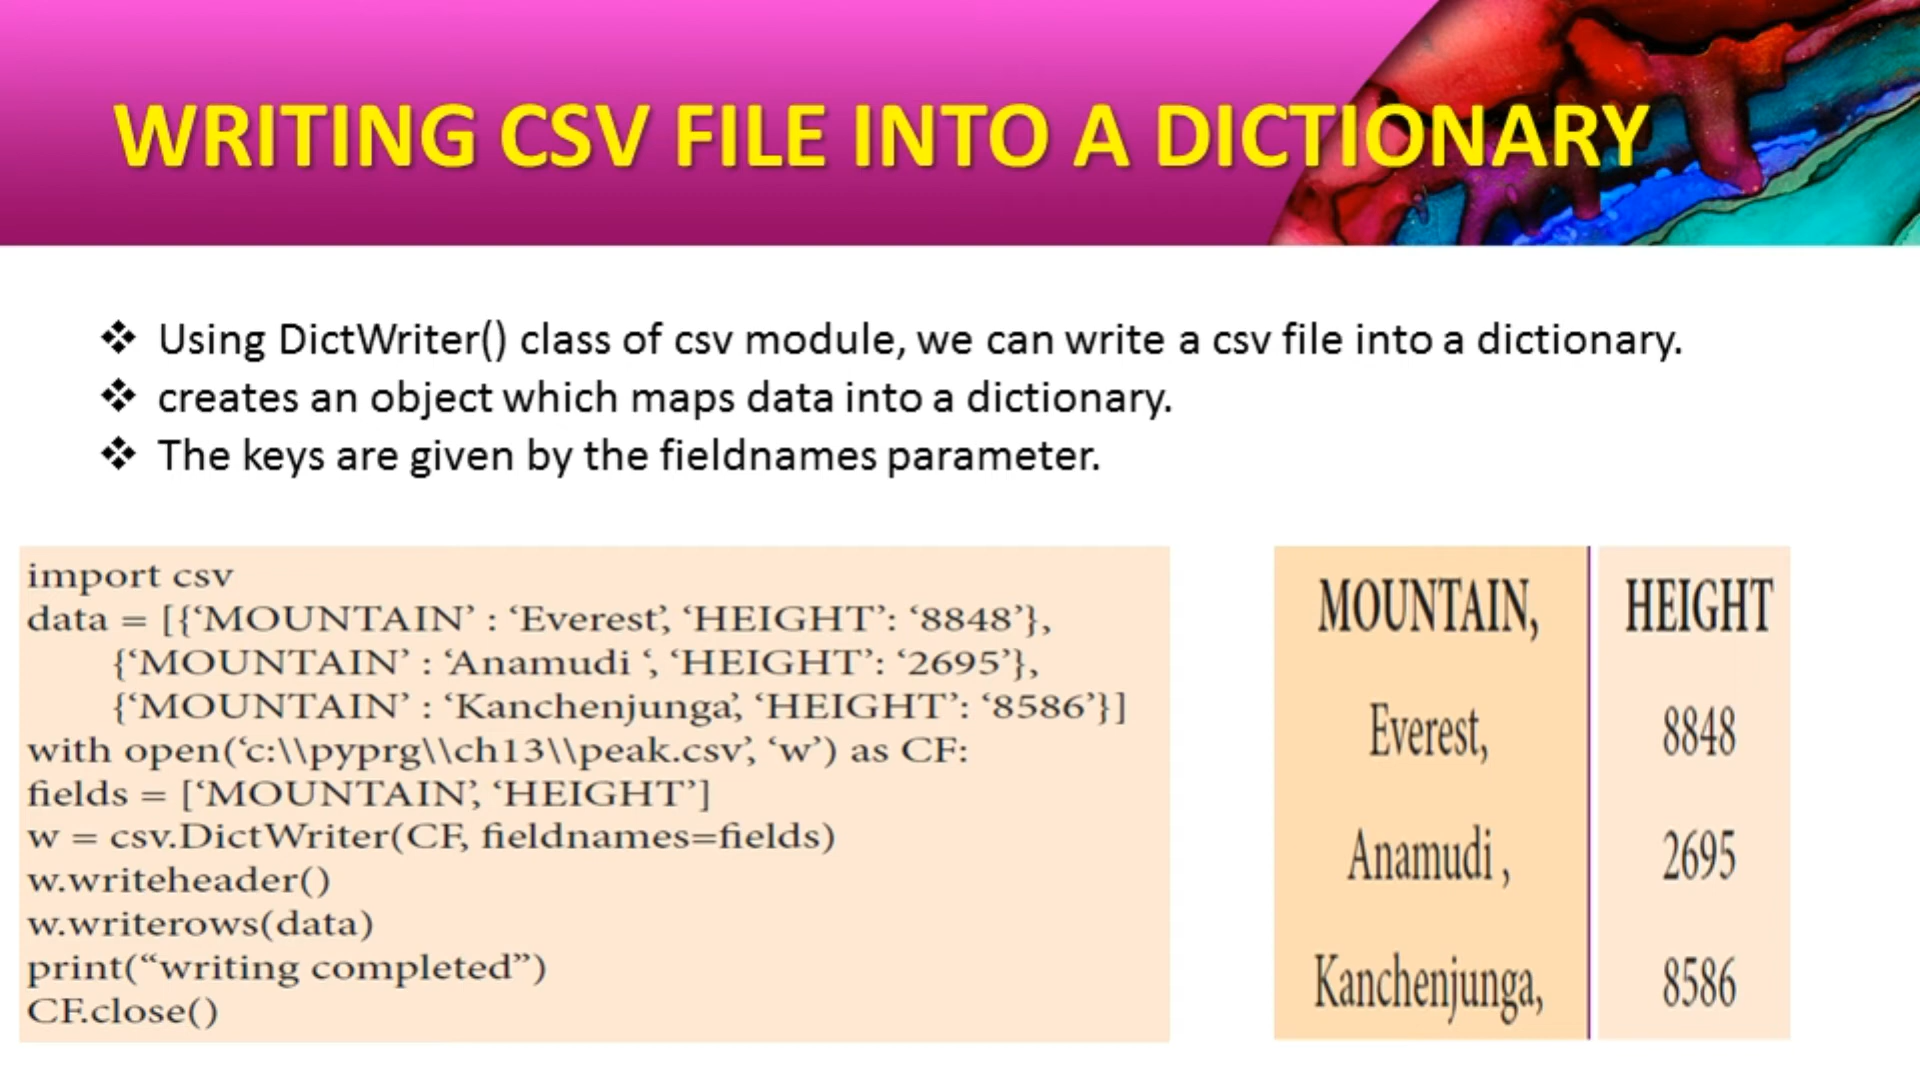 WRITING CSV FILE INTO A DICTIONARY
❖ Using DictWriter() class of csv module, we can write a csv file into a dictionary.
❖ creates an object which maps data into a dictionary.
❖ The keys are given by the fieldnames parameter.
import csv
data = [{‘MOUNTAIN’ : ‘Everest’, ‘HEIGHT’: ‘8848’},
{‘MOUNTAIN’ : ‘Anamudi ‘, ‘HEIGHT’: ‘2695’},
{‘MOUNTAIN’ : ‘Kanchenjunga’, ‘HEIGHT’: ‘8586’}]
with open(‘c:\\pyprg\\ch13\\peak.csv’, ‘w’) as CF:
fields = [‘MOUNTAIN’, ‘HEIGHT’]
w = csv.DictWriter(CF, fieldnames=fields)
w.writeheader()
w.writerows(data)
print(“writing completed”)
CF.close()
MOUNTAIN, HEIGHT
Everest, 8848
Anamudi , 2695
Kanchenjunga, 8586